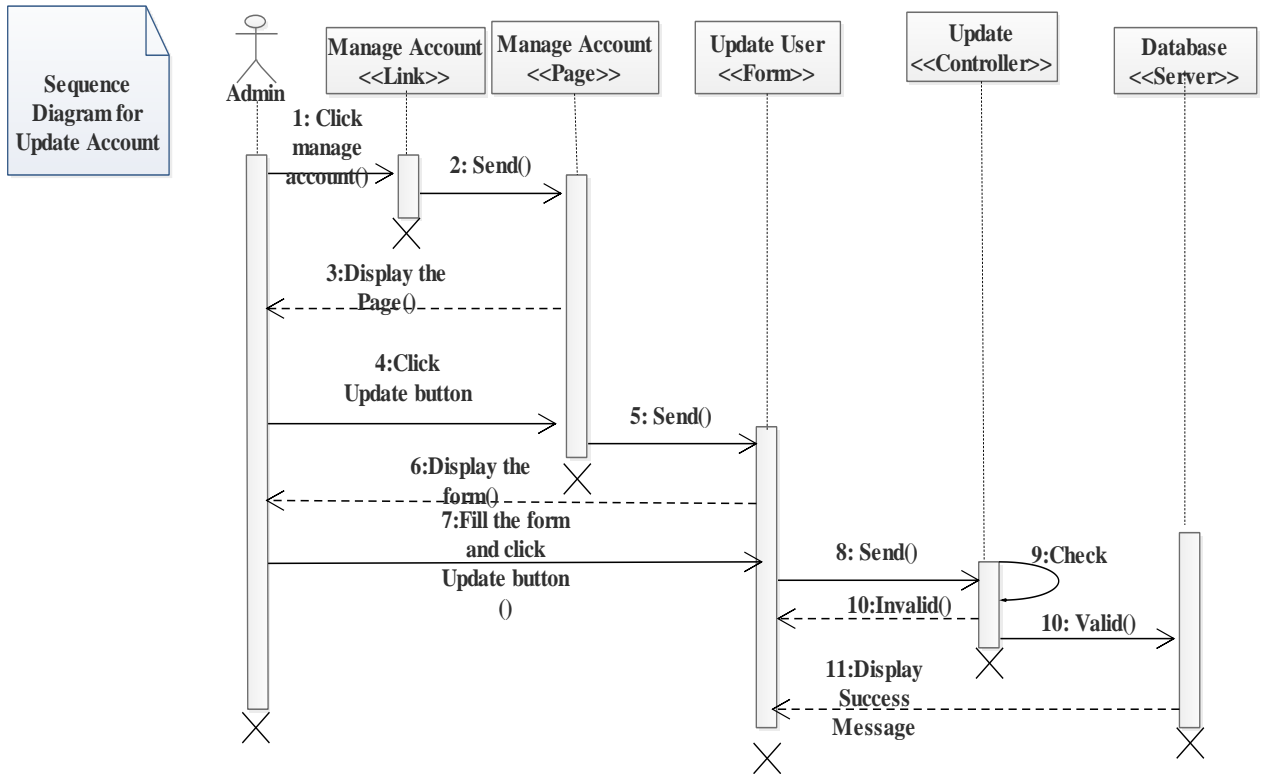 Sequence
Diagram for
Update Account
Admin
Manage Account
<<Link>>
Manage Account
<<Page>>
Update User
<<Form>>
Update
<<Controller>>
Database
<<Server>>
1: Click
manage
account()
2: Send()
3:Display the
Page()
4:Click
Update button
5: Send()
6:Display the
form()
7:Fill the form
and click
Update button
()
8: Send()
9:Check
10:Invalid()
10: Valid()
11:Display
Success
Message